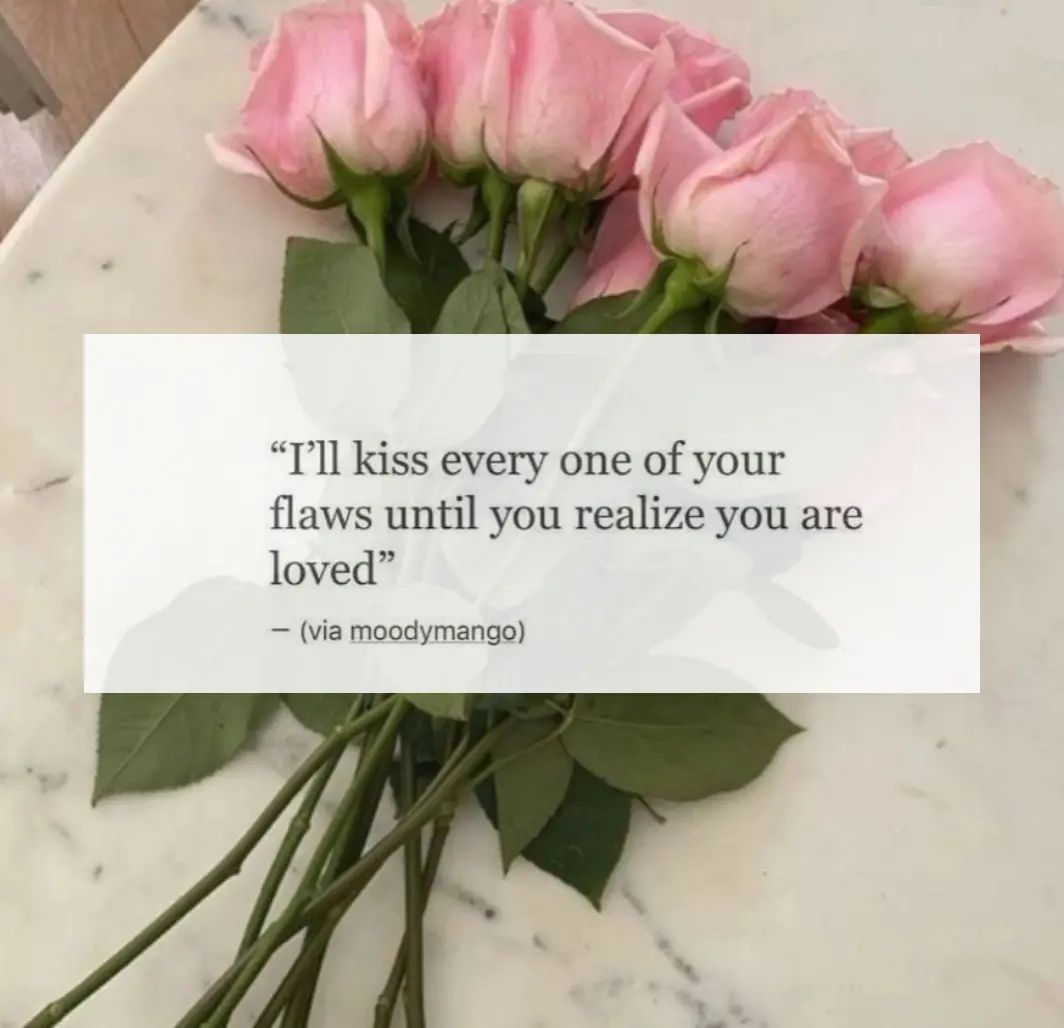 “I’ll kiss every one of your
flaws until you realize you are
loved”
— (via moodymango)